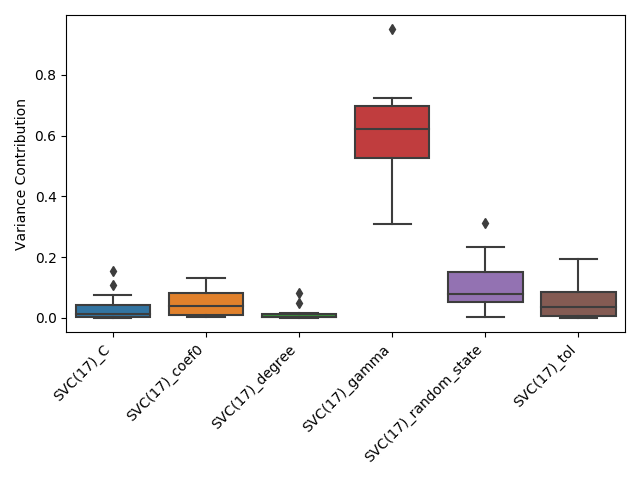 Variance Contribution
0.8
0.6
0.4
0.2
0.0
SVC(17)_C
SVC(17)_coef0
SVC(17)_degree
SVC(17)_gamma
SVC(17)_random_state
SVC(17)_tol